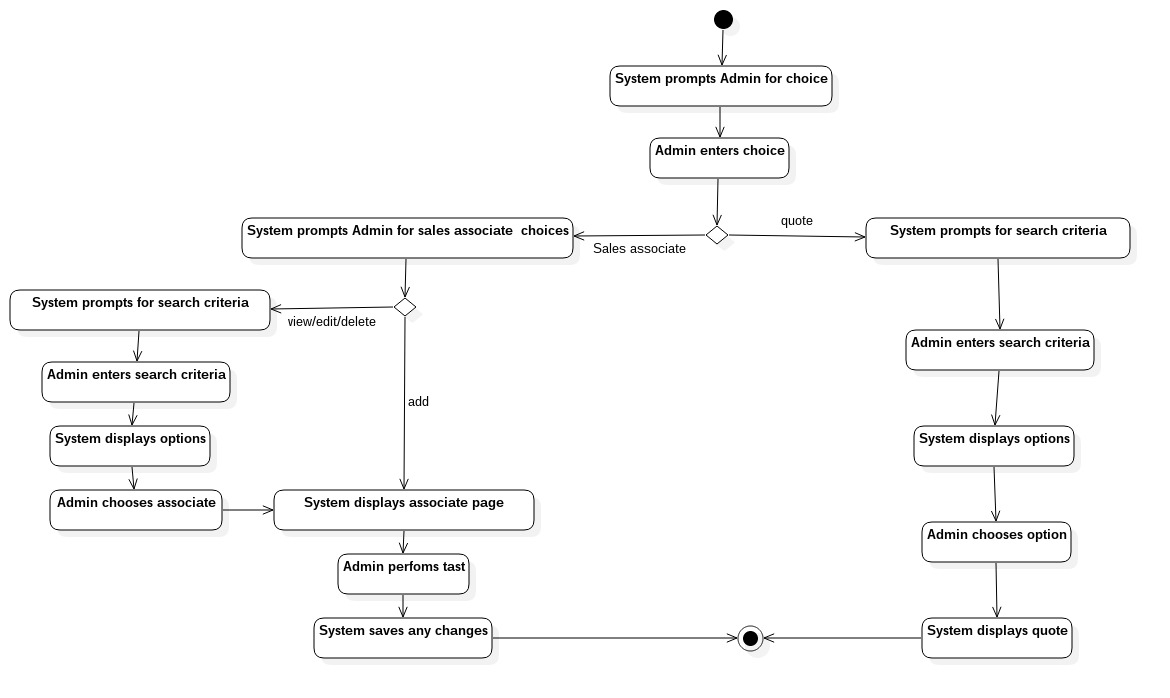 System prompts Admin for choice
Admin enters choice
System prompts Admin for sales associate  choices
Sales associate
quote
System prompts for search criteria
System prompts for search criteria
view/edit/delete
Admin enters search criteria
Admin enters search criteria
add
System displays options
System displays options
Admin chooses associate
System displays associate page
Admin chooses option
Admin perfoms tast
System saves any changes
System displays quote